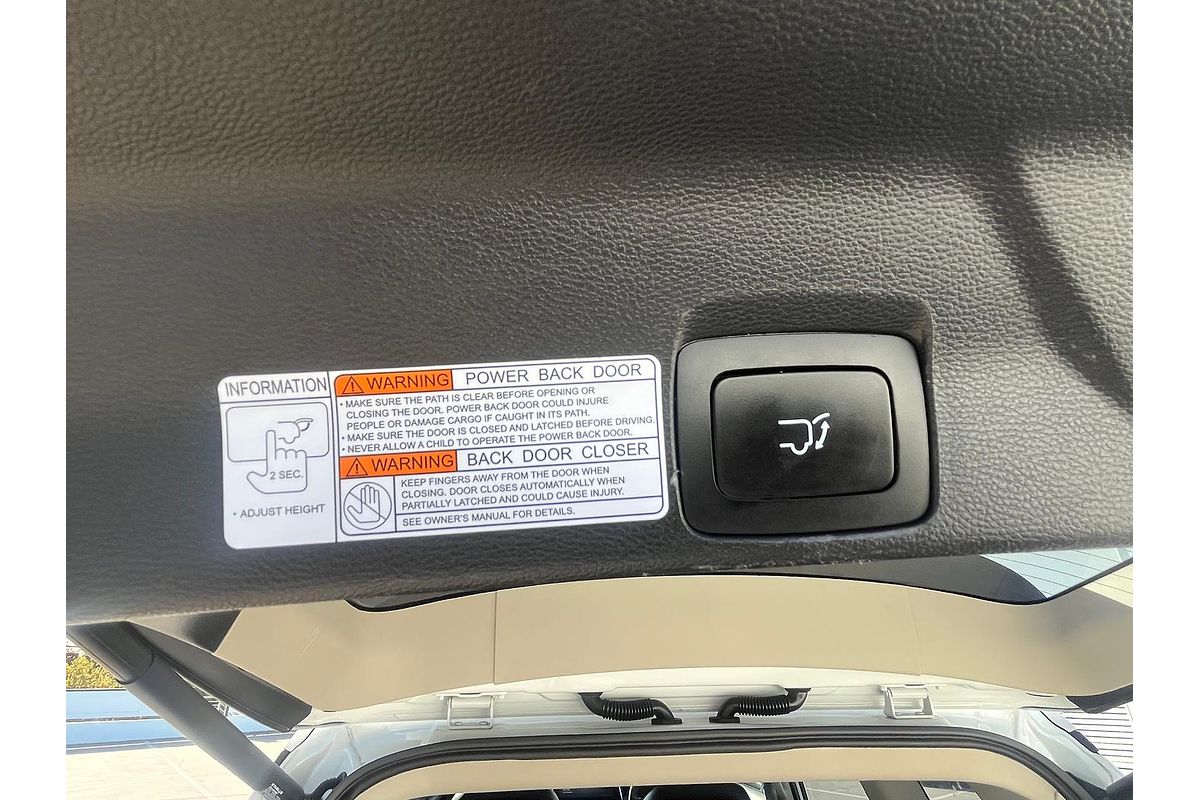 INFORMATION
2 SEC.
• ADJUST HEIGHT
WARNING POWER BACK DOOR
• MAKE SURE THE PATH IS CLEAR BEFORE OPENING OR
CLOSING THE DOOR. POWER BACK DOOR COULD INJURE
PEOPLE OR DAMAGE CARGO IF CAUGHT IN ITS PATH.
• MAKE SURE THE DOOR IS CLOSED AND LATCHED BEFORE DRIVING.
• NEVER ALLOW A CHILD TO OPERATE THE POWER BACK DOOR.
WARNING BACK DOOR CLOSER
KEEP FINGERS AWAY FROM THE DOOR WHEN
CLOSING. DOOR CLOSES AUTOMATICALLY WHEN
PARTIALLY LATCHED AND COULD CAUSE INJURY.
SEE OWNER'S MANUAL FOR DETAILS.